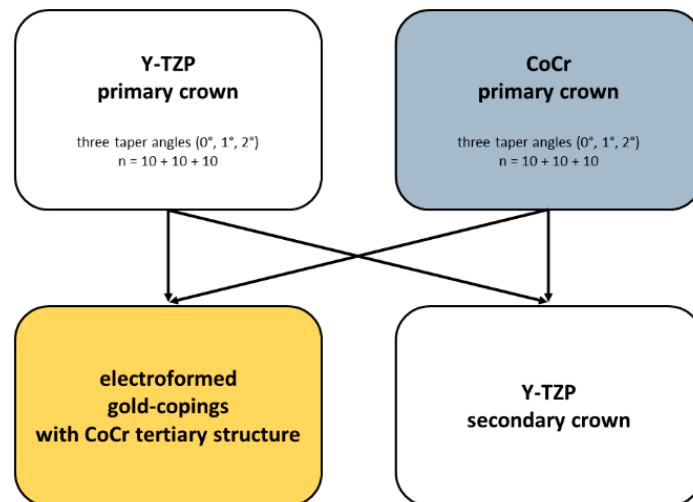 Y-TZP
primary crown
three taper angles (0°, 1°, 2°)
n = 10 + 10 + 10
CoCr
primary crown
three taper angles (0°, 1°, 2°)
n = 10 + 10 + 10
electroformed
gold-copings
with CoCr tertiary structure
Y-TZP
secondary crown